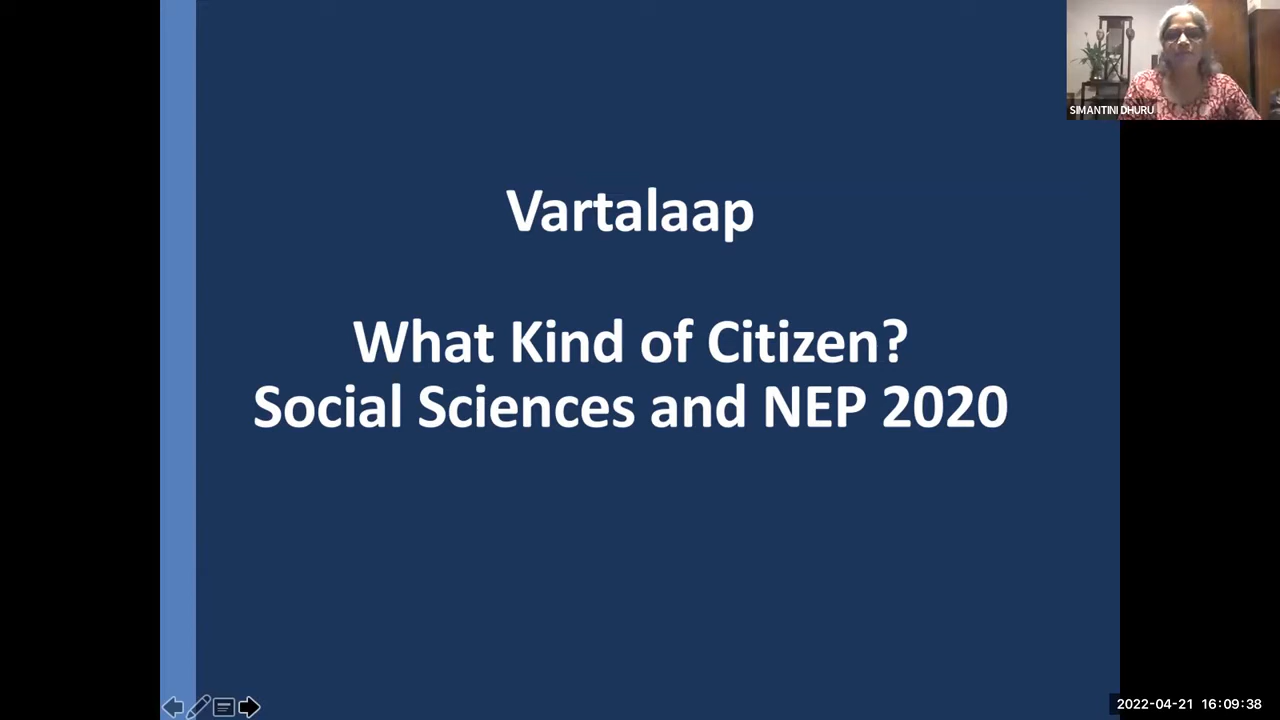 SIMANTINI DHURU
Vartalaap
What Kind of Citizen?
Social Sciences and NEP 2020
2022-04-21 16:09:38